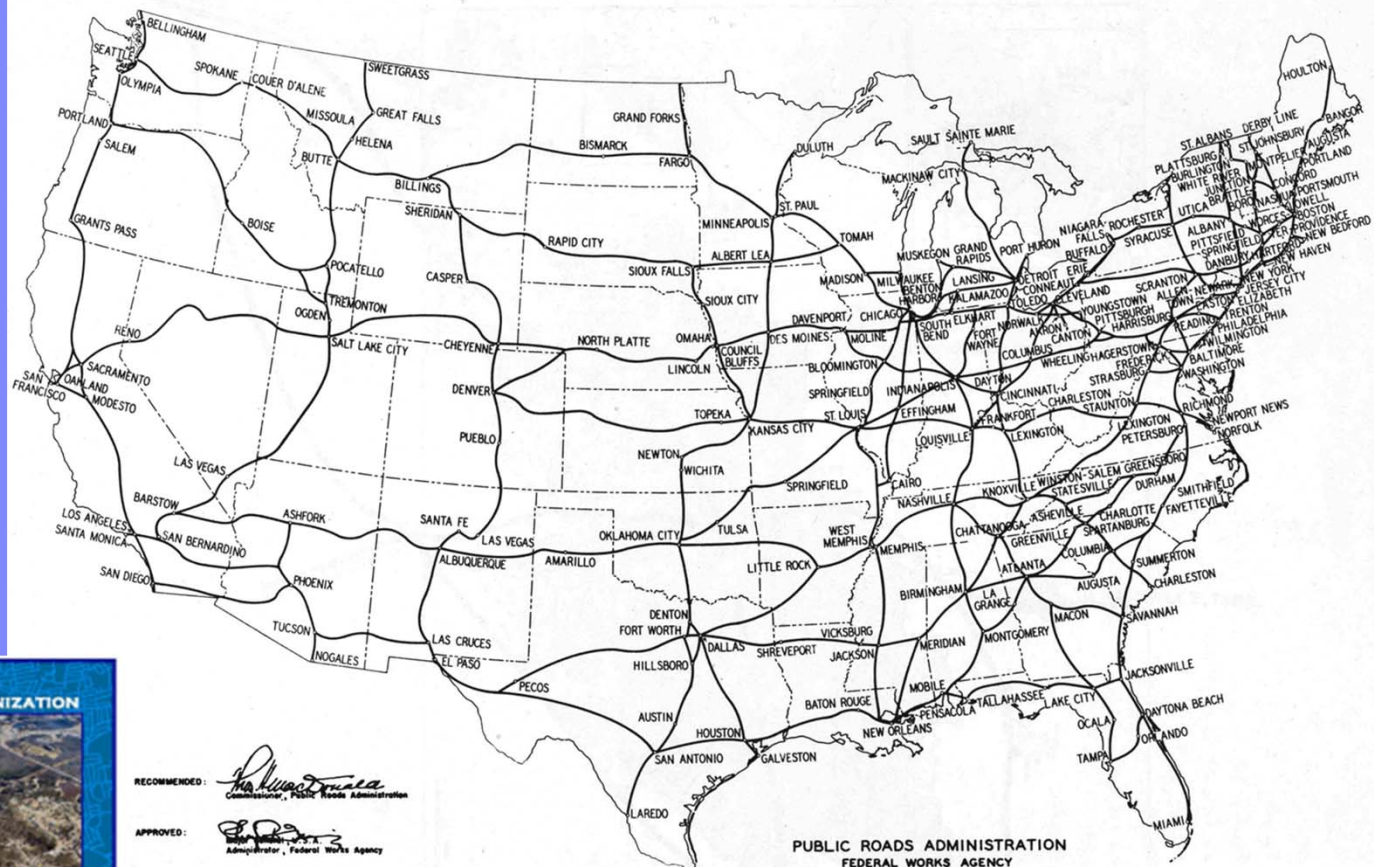 BELLINGHAM
SEATTLE
OLYMPIA
SPOKANE
COUER D'ALENE
SWEETGRASS
MISSOULA
GREAT FALLS
HELENA
BUTTE
PORTLAND
SALEM
GRANTS PASS
BOISE
POCATELLO
TREMONTON
OGDEN
SALT LAKE CITY
BILLINGS
SHERIDAN
CASPER
CHEYENNE
RAPID CITY
BISMARCK
GRAND FORKS
FARGO
DULUTH
ST. PAUL
MINNEAPOLIS
ALBERT LEA
SIOUX FALLS
SIOUX CITY
TOMAH
MADISON
MILWAUKEE
SAULT SAINTE MARIE
MACKINAW CITY
MUSKEGON
GRAND RAPIDS
PORT HURON
LANSING
BENTON HARBOR
KALAMAZOO
DETROIT
TOLEDO
ERIE
CONNEAUT
CLEVELAND
NIAGARA FALLS
BUFFALO
ROCHESTER
SYRACUSE
UTICA
ALBANY
PLATTSBURG
BURLINGTON
WHITE RIVER JUNCTION
BRATTLEBORO
ST. ALBANS
DERBY LINE
ST JOHNSBURY
MONTPELIER
HOULTON
BANGOR
AUGUSTA
PORTLAND
CONCORD
PORTSMOUTH
NASHUA
LOWELL
WORCESTER
BOSTON
PROVIDENCE
NEW BEDFORD
PITTSFIELD
SPRINGFIELD
DANBURY
HARTFORD
NEW HAVEN
NEW YORK
JERSEY CITY
NEWARK
ELIZABETH
TRENTON
SCRANTON
ALLENTOWN
EASTON
READING
PHILADELPHIA
WILMINGTON
BALTIMORE
WASHINGTON
HARRISBURG
PITTSBURGH
YOUNGSTOWN
AKRON
CANTON
NORWALK
COLUMBUS
WHEELING
HAGERSTOWN
FREDERICK
STRASBURG
CHICAGO
SOUTH BEND
ELKHART
FORT WAYNE
DAVENPORT
MOLINE
DES MOINES
OMAHA
COUNCIL BLUFFS
NORTH PLATTE
LINCOLN
BLOOMINGTON
SPRINGFIELD
INDIANAPOLIS
DAYTON
CINCINNATI
CHARLESTON
STAUNTON
RICHMOND
NEWPORT NEWS
NORFOLK
LEXINGTON
PETERSBURG
FRANKFORT
LEXINGTON
LOUISVILLE
EFFINGHAM
ST. LOUIS
TOPEKA
KANSAS CITY
DENVER
PUEBLO
RENO
SACRAMENTO
OAKLAND
SAN FRANCISCO
MODESTO
LAS VEGAS
BARSTOW
LOS ANGELES
SANTA MONICA
SAN BERNARDINO
SAN DIEGO
ASHFORK
PHOENIX
TUCSON
NOGALES
SANTA FE
LAS VEGAS
ALBUQUERQUE
LAS CRUCES
EL PASO
AMARILLO
NEWTON
WICHITA
OKLAHOMA CITY
TULSA
SPRINGFIELD
CAIRO
NASHVILLE
KNOXVILLE
WINSTON-SALEM
GREENSBORO
STATESVILLE
DURHAM
SMITHFIELD
FAYETTEVILLE
ASHEVILLE
CHARLOTTE
CHATTANOOGA
GREENVILLE
SPARTANBURG
COLUMBIA
SUMMERTON
CHARLESTON
WEST MEMPHIS
MEMPHIS
LITTLE ROCK
ATLANTA
AUGUSTA
BIRMINGHAM
LA GRANGE
MACON
SAVANNAH
MONTGOMERY
MERIDIAN
VICKSBURG
JACKSON
SHREVEPORT
DALLAS
DENTON
FORT WORTH
HILLSBORO
PECOS
AUSTIN
HOUSTON
SAN ANTONIO
GALVESTON
LAREDO
BATON ROUGE
NEW ORLEANS
MOBILE
PENSACOLA
TALLAHASSEE
LAKE CITY
JACKSONVILLE
DAYTONA BEACH
OCALA
ORLANDO
TAMPA
MIAMI
NIZATION
RECOMMENDED:
Commissioner, Public Roads Administration
APPROVED:
Major General, U.S.A.
Administrator, Federal Works Agency
PUBLIC ROADS ADMINISTRATION
FEDERAL WORKS AGENCY